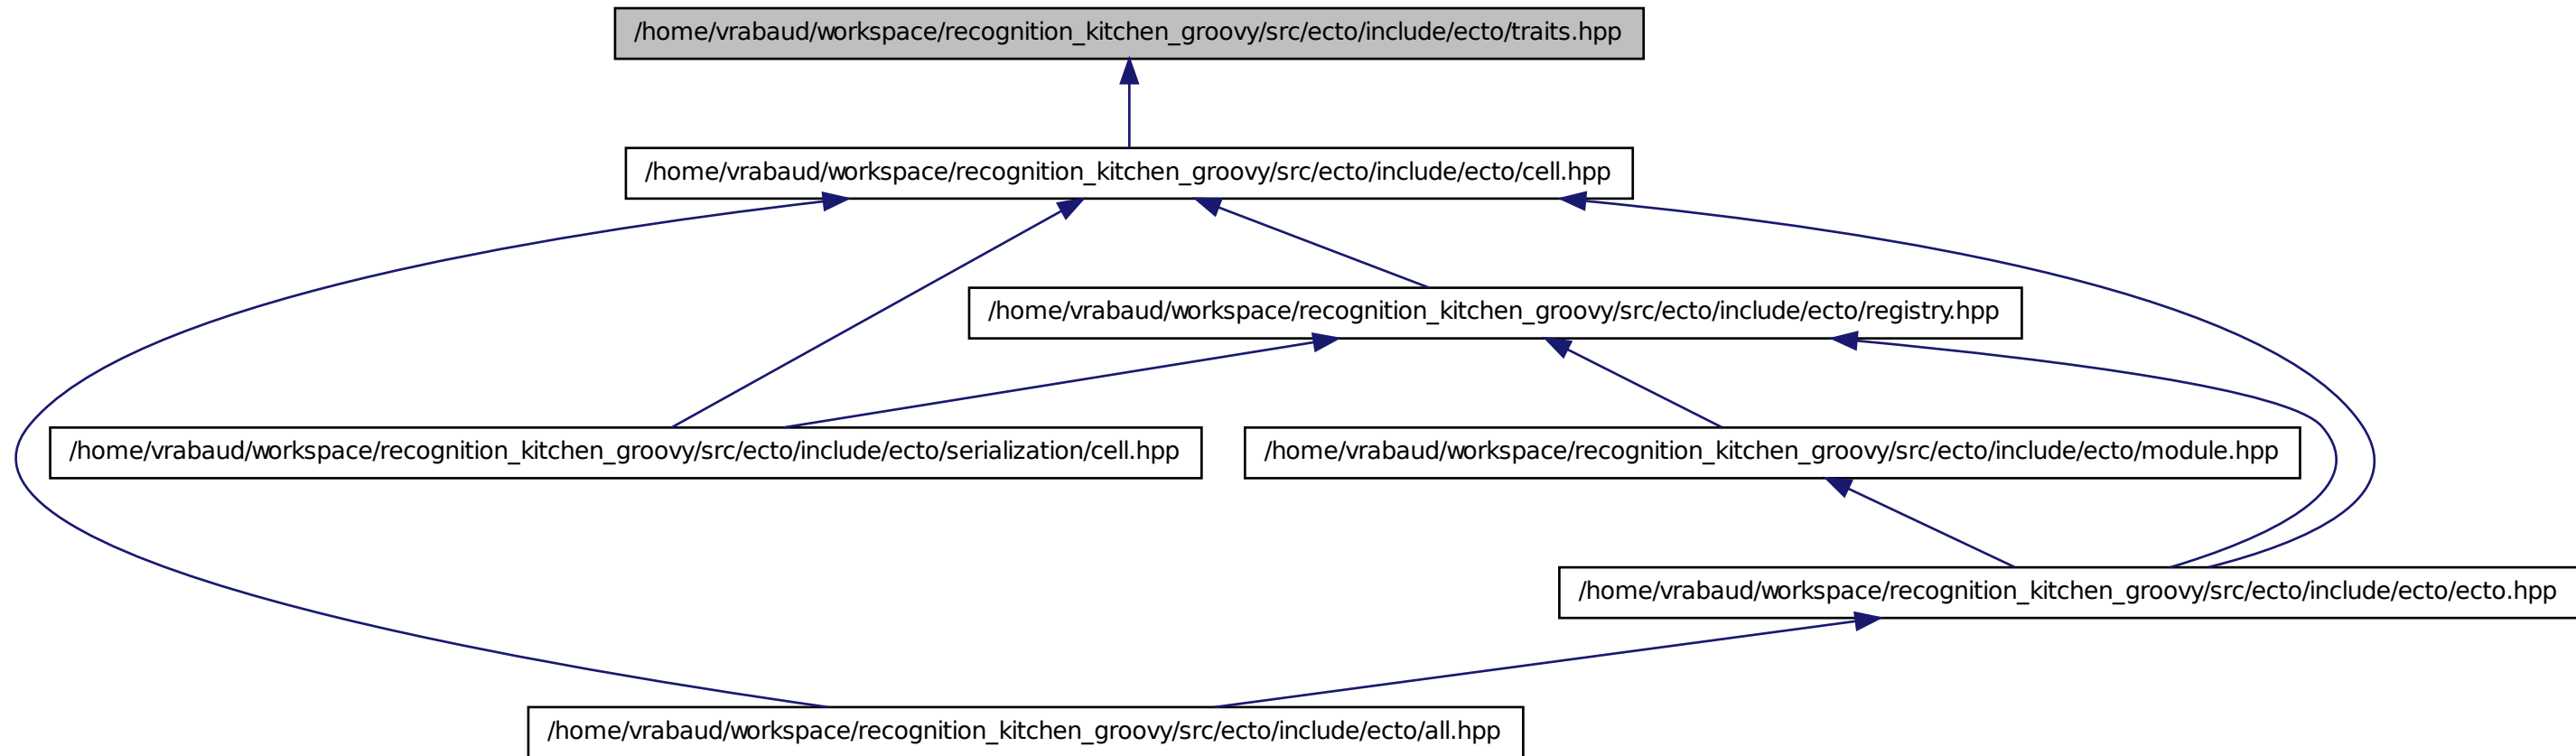 /home/vrabaud/workspace/recognition_kitchen_groovy/src/ecto/include/ecto/traits.hpp
/home/vrabaud/workspace/recognition_kitchen_groovy/src/ecto/include/ecto/cell.hpp
/home/vrabaud/workspace/recognition_kitchen_groovy/src/ecto/include/ecto/registry.hpp
/home/vrabaud/workspace/recognition_kitchen_groovy/src/ecto/include/ecto/serialization/cell.hpp
/home/vrabaud/workspace/recognition_kitchen_groovy/src/ecto/include/ecto/module.hpp
/home/vrabaud/workspace/recognition_kitchen_groovy/src/ecto/include/ecto/ecto.hpp
/home/vrabaud/workspace/recognition_kitchen_groovy/src/ecto/include/ecto/all.hpp